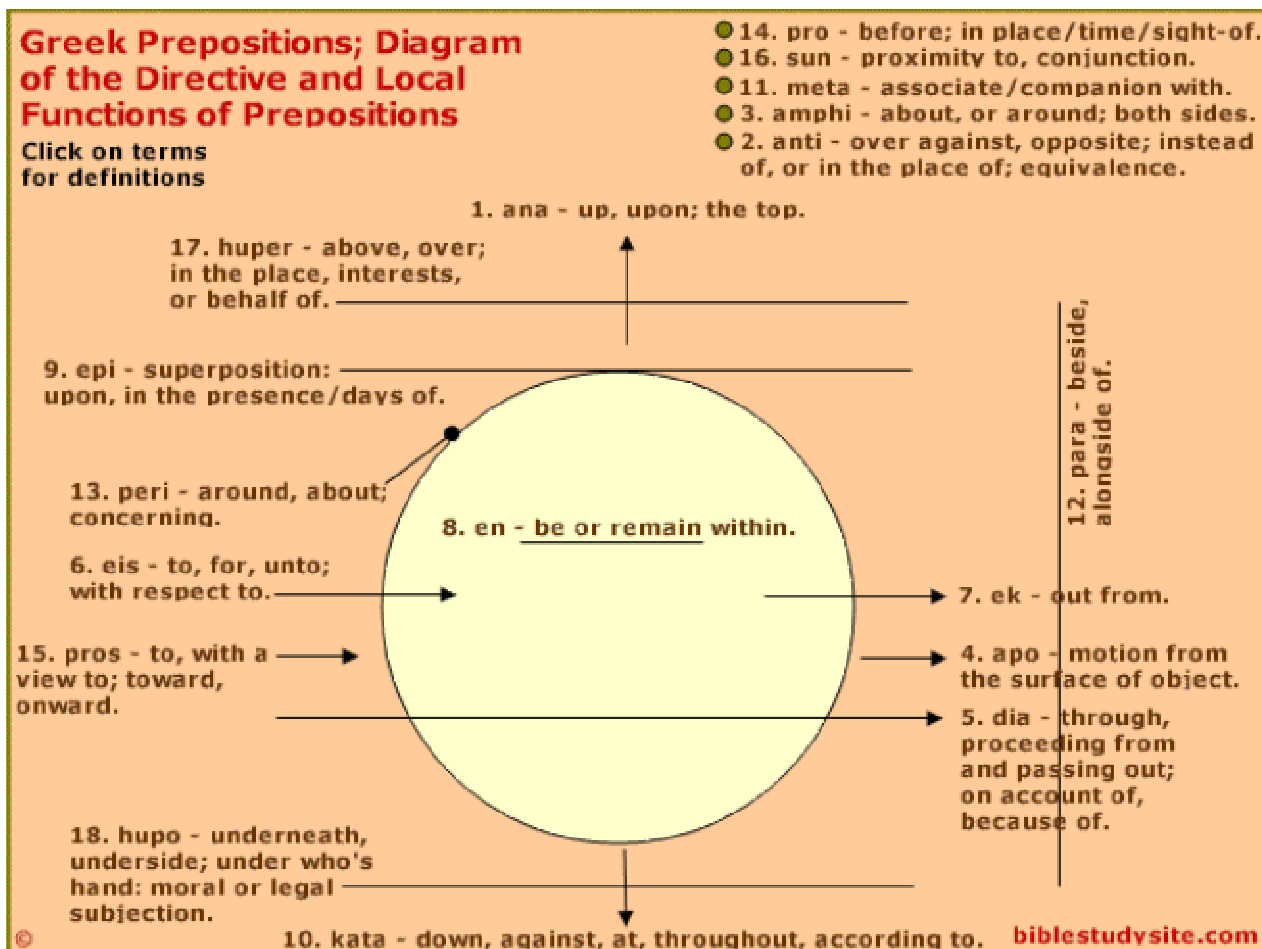 Greek Prepositions; Diagram
of the Directive and Local
Functions of Prepositions
Click on terms
for definitions
14. pro - before; in place/time/sight-of.
16. sun - proximity to, conjunction.
11. meta - associate/companion with.
3. amphi - about, or around; both sides.
2. anti - over against, opposite; instead
of, or in the place of; equivalence.
1. ana - up, upon; the top.
17. huper - above, over;
in the place, interests,
or behalf of.
9. epi - superposition:
upon, in the presence/days of.
12. para - beside,
alongside of.
13. peri - around, about;
concerning.
8. en - be or remain within.
6. eis - to, for, unto;
with respect to.
7. ek - out from.
15. pros - to, with a
view to; toward,
onward.
4. apo - motion from
the surface of object.
5. dia - through,
proceeding from
and passing out;
on account of,
because of.
18. hupo - underneath,
underside; under who's
hand: moral or legal
subjection.
10. kata - down, against, at, throughout, according to.
© biblestudysite.com